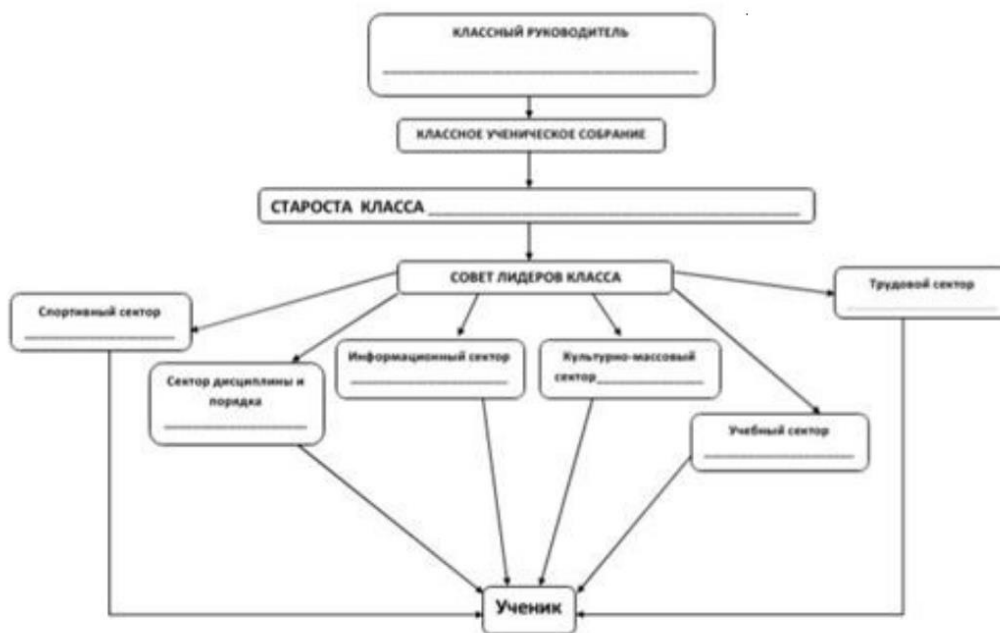 КЛАССНЫЙ РУКОВОДИТЕЛЬ
КЛАССНОЕ УЧЕНИЧЕСКОЕ СОБРАНИЕ
СТАРОСТА КЛАССА
СОВЕТ ЛИДЕРОВ КЛАССА
Трудовой сектор
Спортивный сектор
Информационный сектор
Культурно-массовый
сектор
Сектор дисциплины и
порядка
Учебный сектор
Ученик